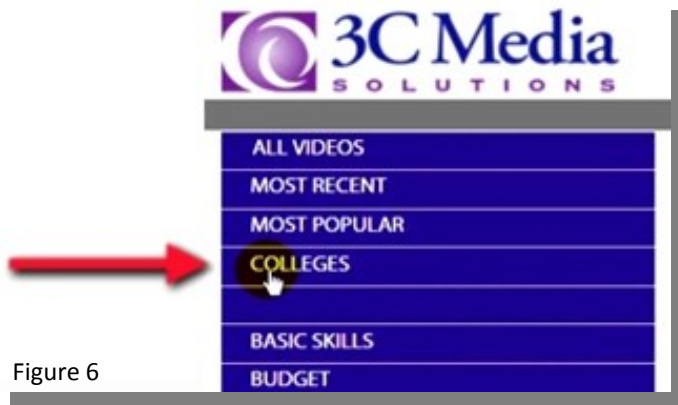 3C Media
SOLUTIONS
ALL VIDEOS
MOST RECENT
MOST POPULAR
COLLEGES
BASIC SKILLS
BUDGET
Figure 6